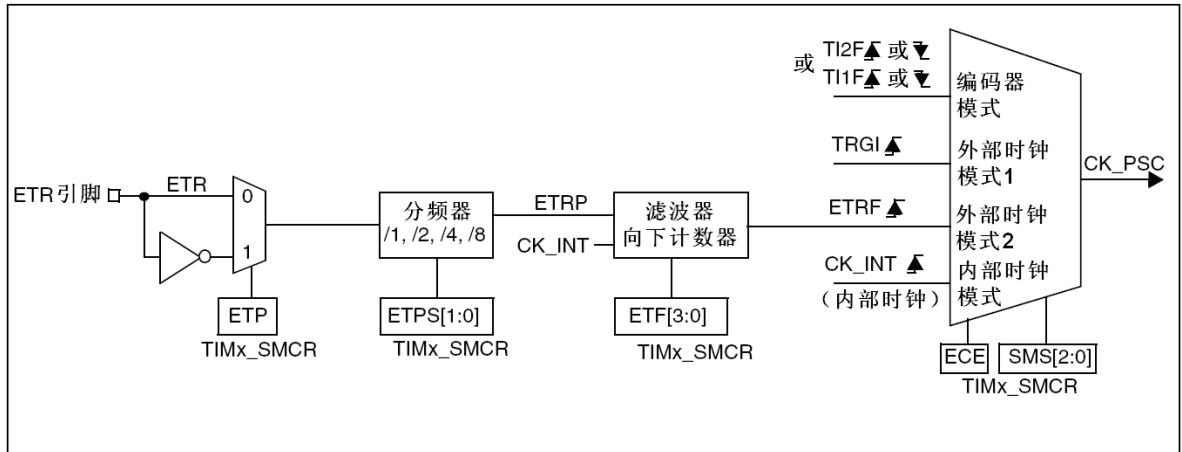 ETR引脚
ETR
0
1
ETP
TIMx_SMCR
分频器
/1, /2, /4, /8
ETPS[1:0]
TIMx_SMCR
ETRP
CK_INT
滤波器
向下计数器
ETF[3:0]
TIMx_SMCR
或 TI2F 或
TI1F 或
TRGI
ETRF
CK_INT
（内部时钟）
编码器
模式
外部时钟
模式1
外部时钟
模式2
内部时钟
模式
CK_PSC
ECE
SMS[2:0]
TIMx_SMCR